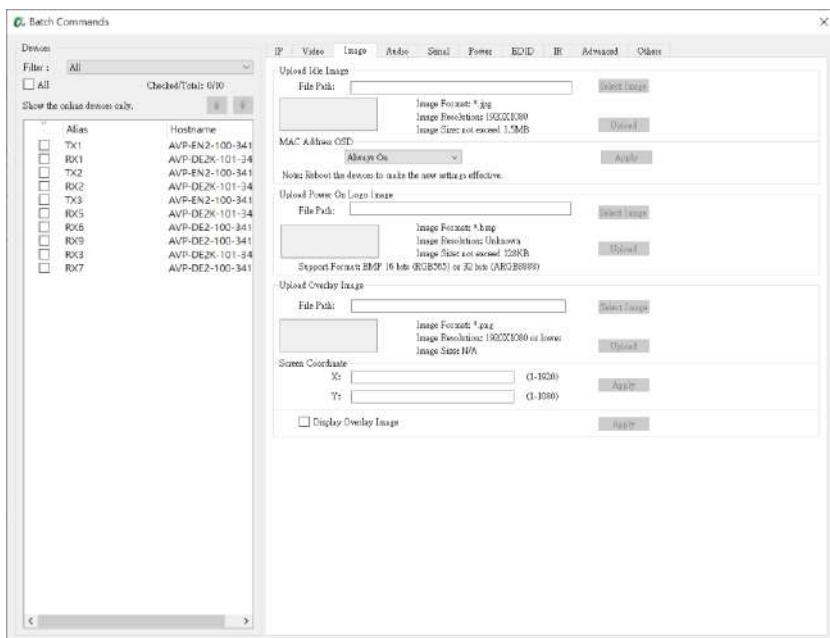 Batch Commands
Devices
Filter : All
All Checked/Total: 0/10
Show the online devices only.
Alias Hostname
TX1 AVP-EN2-100-341
RX1 AVP-DE2K-101-34
TX2 AVP-EN2-100-341
RX2 AVP-DE2K-101-34
TX3 AVP-EN2-100-341
RX5 AVP-DE2K-101-34
RX6 AVP-DE2-100-341
RX9 AVP-DE2-100-341
RX3 AVP-DE2K-101-34
RX7 AVP-DE2-100-341
IP Video Image Audio Serial Power EDID IR Advanced Others
Upload Idle Image
File Path: Select Image
Image Format: *.jpg
Image Resolution: 1920X1080
Image Size: not exceed 1.5MB
Upload
MAC Address OSD
Always On Apply
Note: Reboot the devices to make the new settings effective.
Upload Power On Logo Image
File Path: Select Image
Image Format: *.bmp
Image Resolution: Unknown
Image Size: not exceed 128KB
Upload
Support Format: BMP 16 bits (RGB565) or 32 bits (ARGB8888)
Upload Overlay Image
File Path: Select Image
Image Format: *.png
Image Resolution: 1920X1080 or lower
Image Size: N/A
Upload
Screen Coordinate
X: (1-1920)
Y: (1-1080)
Apply
Display Overlay Image Apply